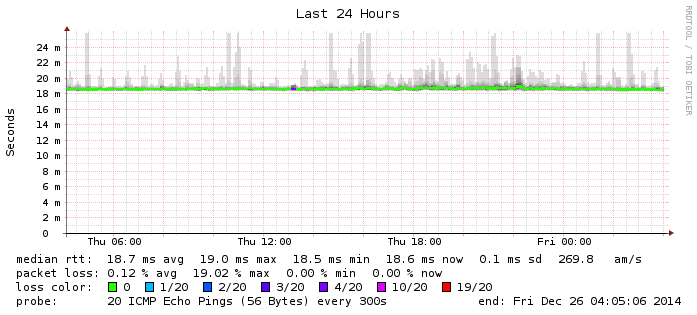 Last 24 Hours
RRDTOOL / TOBI OETIKER
Seconds
24 m
22 m
20 m
18 m
16 m
14 m
12 m
10 m
8 m
6 m
4 m
2 m
0
Thu 06:00 Thu 12:00 Thu 18:00 Fri 00:00
median rtt: 18.7 ms avg 19.0 ms max 18.5 ms min 18.6 ms now 0.1 ms sd 269.8 am/s
packet loss: 0.12 % avg 19.02 % max 0.00 % min 0.00 % now
loss color: 0 1/20 2/20 3/20 4/20 10/20 19/20
probe: 20 ICMP Echo Pings (56 Bytes) every 300s end: Fri Dec 26 04:05:06 2014